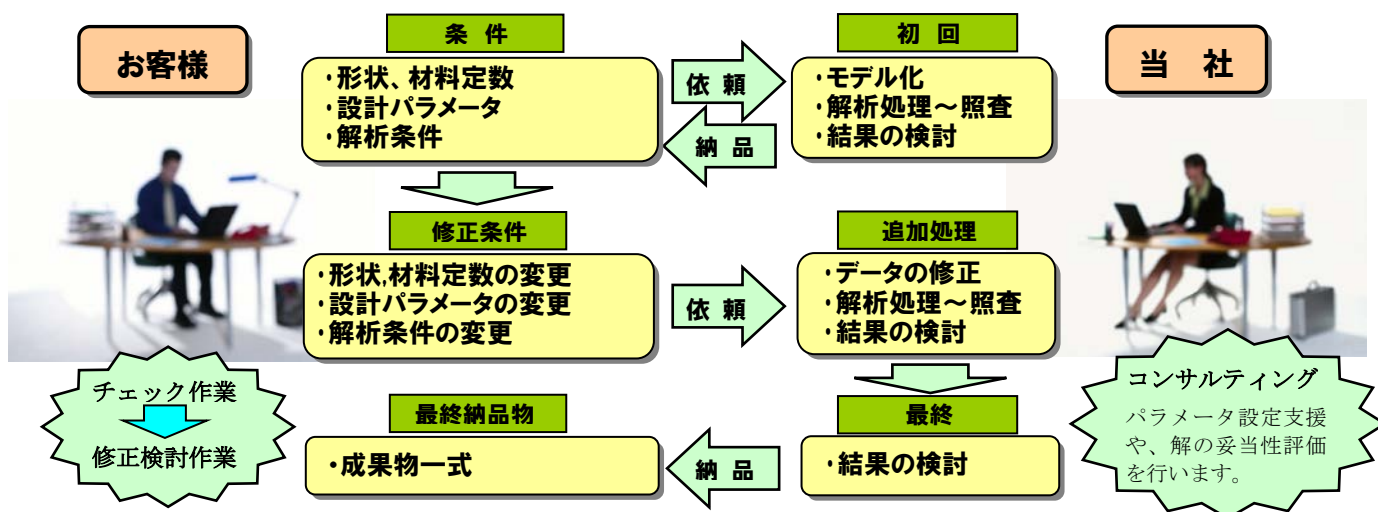 お客様
条 件
・形状、材料定数
・設計パラメータ
・解析条件
依 頼
納 品
初 回
・モデル化
・解析処理～照査
・結果の検討
当 社
修正条件
・形状,材料定数の変更
・設計パラメータの変更
・解析条件の変更
依 頼
追加処理
・データの修正
・解析処理～照査
・結果の検討
チェック作業
修正検討作業
最終納品物
・成果物一式
納 品
最終
・結果の検討
コンサルティング
パラメータ設定支援
や、解の妥当性評価
を行います。